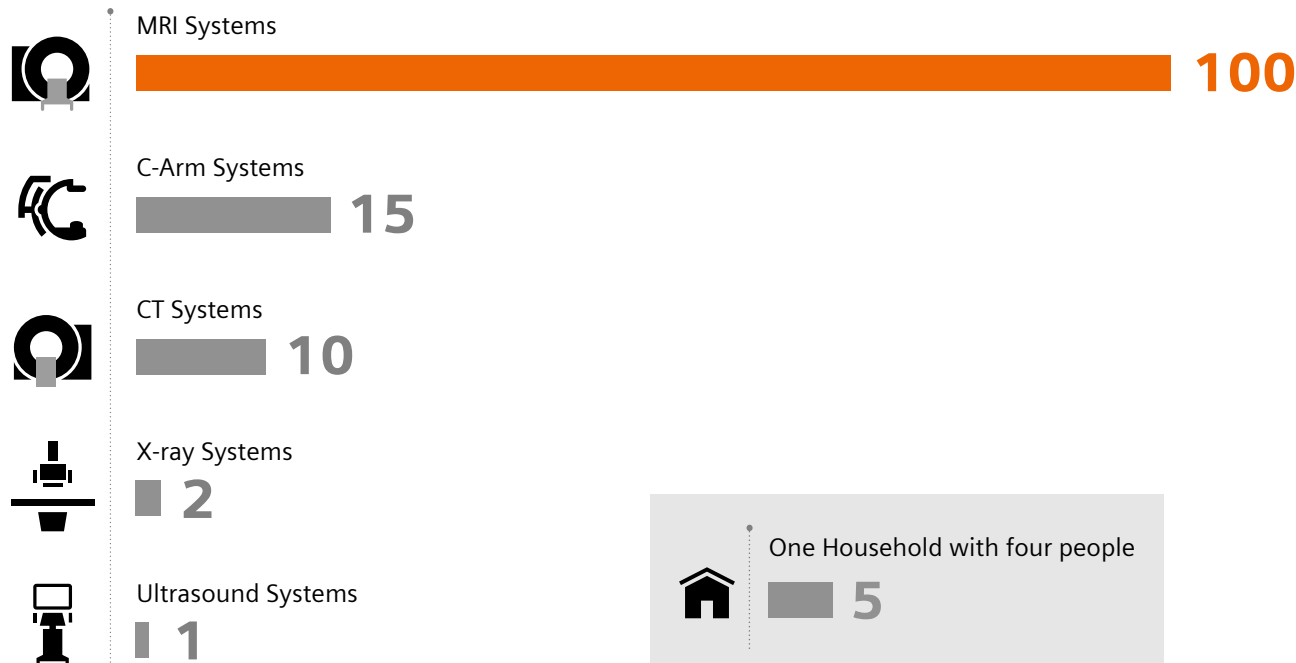 MRI Systems
100
C-Arm Systems
15
CT Systems
10
X-ray Systems
2
One Household with four people
5
Ultrasound Systems
1